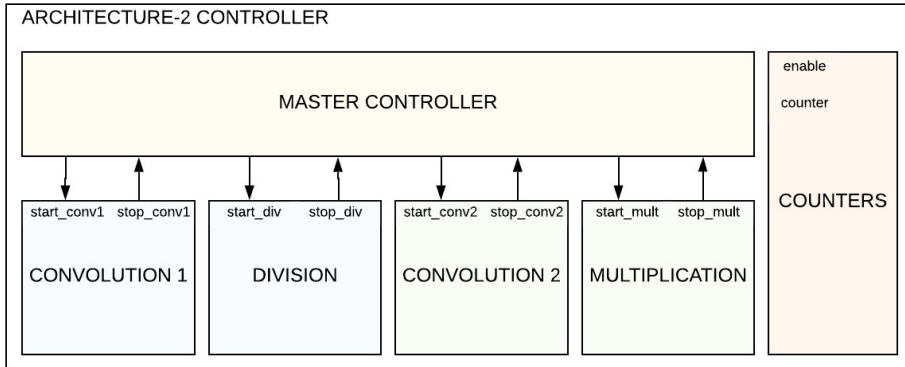 ARCHITECTURE-2 CONTROLLER
MASTER CONTROLLER
enable
counter
COUNTERS
start_conv1 stop_conv1
CONVOLUTION 1
start_div stop_div
DIVISION
start_conv2 stop_conv2
CONVOLUTION 2
start_mult stop_mult
MULTIPLICATION